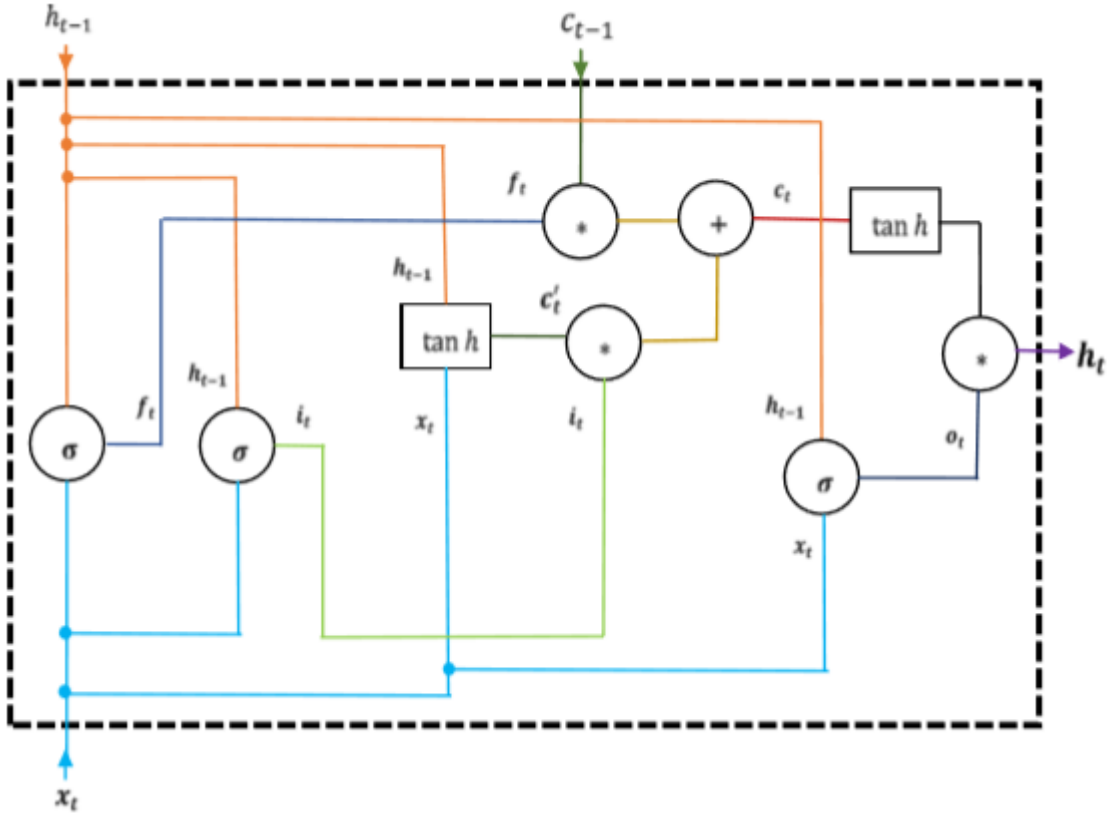 h_{t−1}
C_{t−1}
f_t
c_t
tan h
+
*
h_{t−1}
c′_t
tan h
*
*
h_t
h_{t−1}
f_t
i_t
x_t
i_t
h_{t−1}
o_t
σ
σ
σ
x_t
x_t